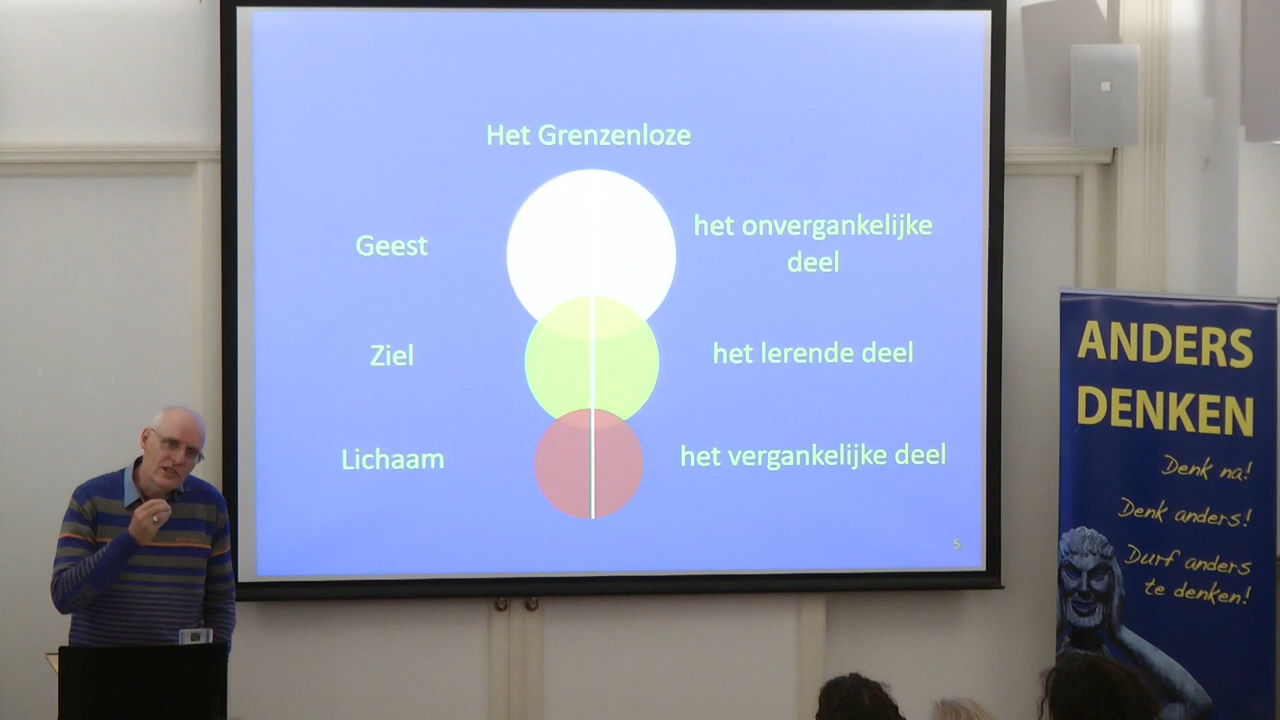 Het Grenzenloze
Geest
het onvergankelijke
deel
Ziel
het lerende deel
Lichaam
het vergankelijke deel
5
ANDERS
DENKEN
Denk na!
Denk anders!
Durf anders
te denken!